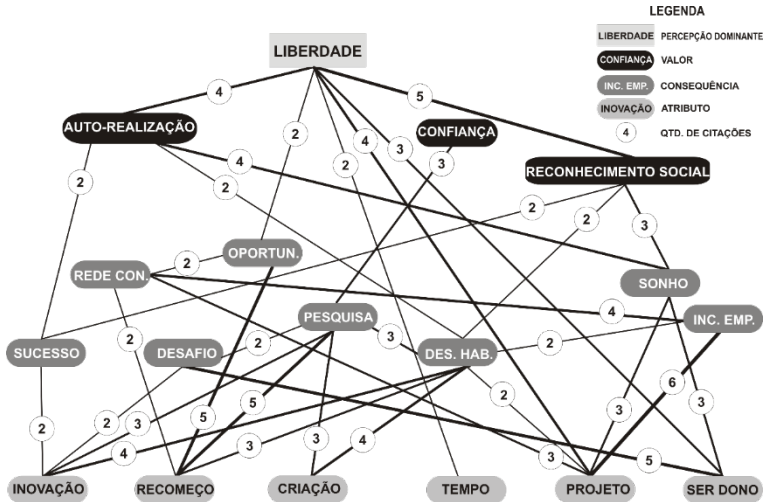 LEGENDA
LIBERDADE PERCEPÇÃO DOMINANTE
CONFIANÇA VALOR
INC. EMP. CONSEQUÊNCIA
INOVAÇÃO ATRIBUTO
4 QTD. DE CITAÇÕES
LIBERDADE
4
5
AUTO-REALIZAÇÃO
2
4
CONFIANÇA
3
3
4
2
RECONHECIMENTO SOCIAL
2
2
2
2
3
OPORTUN.
REDE CON.
2
SONHO
PESQUISA
4
INC. EMP.
SUCESSO
DESAFIO
2
2
3
DES. HAB.
2
6
2
5
5
2
3
3
2
2
3
4
3
3
4
3
5
INOVAÇÃO
RECOMEÇO
CRIAÇÃO
TEMPO
PROJETO
SER DONO